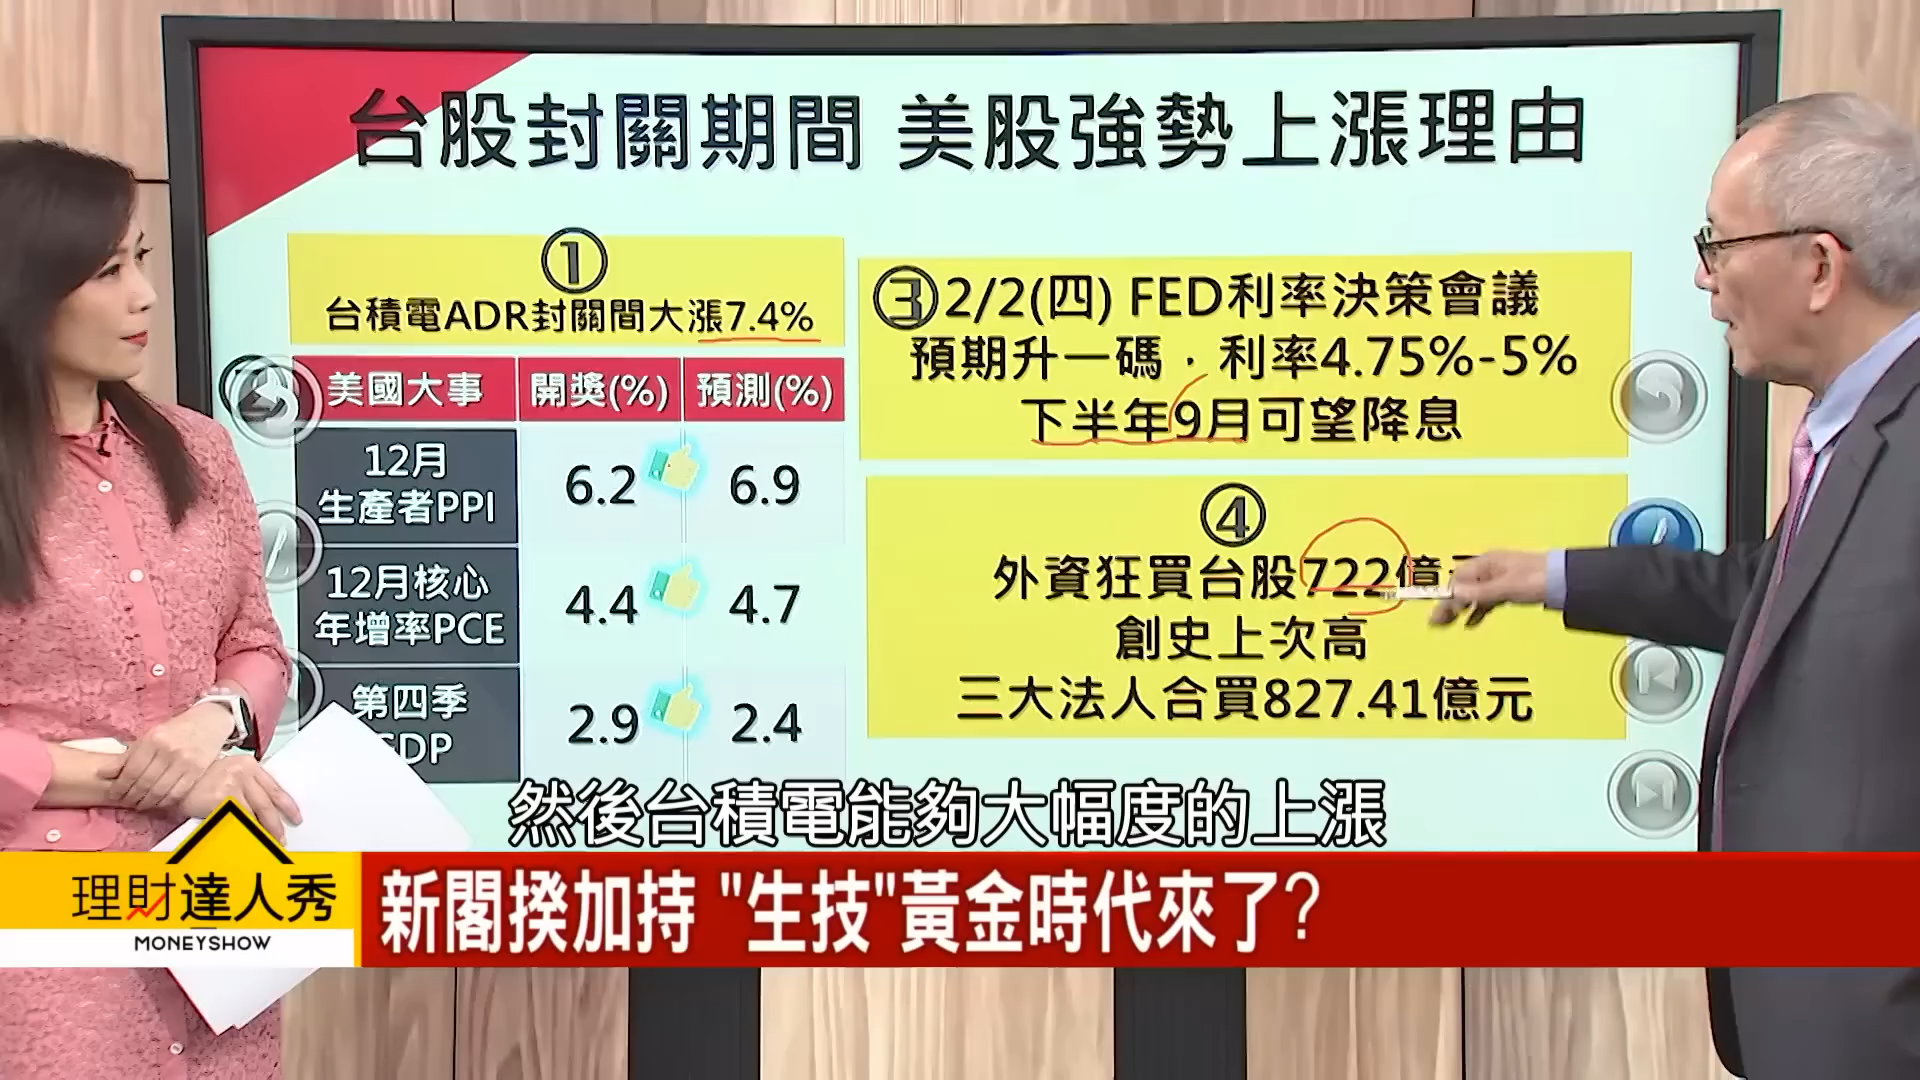 台股封關期間 美股強勢上漲理由
①
台積電ADR封關間大漲7.4%
美國大事 開獎(%) 預測(%)
12月
生產者PPI 6.2 6.9
12月核心
年增率PCE 4.4 4.7
第四季
GDP 2.9 2.4
③2/2(四) FED利率決策會議
預期升一碼，利率4.75%-5%
下半年9月可望降息
④
外資狂買台股722億
創史上次高
三大法人合買827.41億元
然後台積電能夠大幅度的上漲
理財達人秀
MONEYSHOW
新閣揆加持 "生技"黃金時代來了?